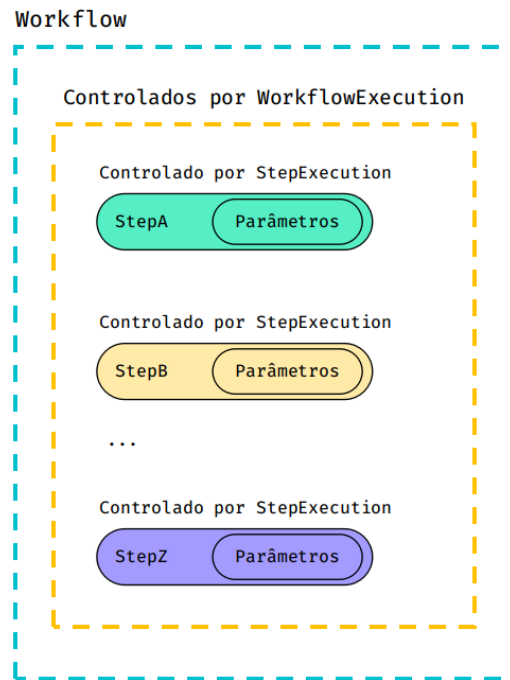 Workflow
Controlados por WorkflowExecution
Controlado por StepExecution
StepA Parâmetros
Controlado por StepExecution
StepB Parâmetros
...
Controlado por StepExecution
StepZ Parâmetros